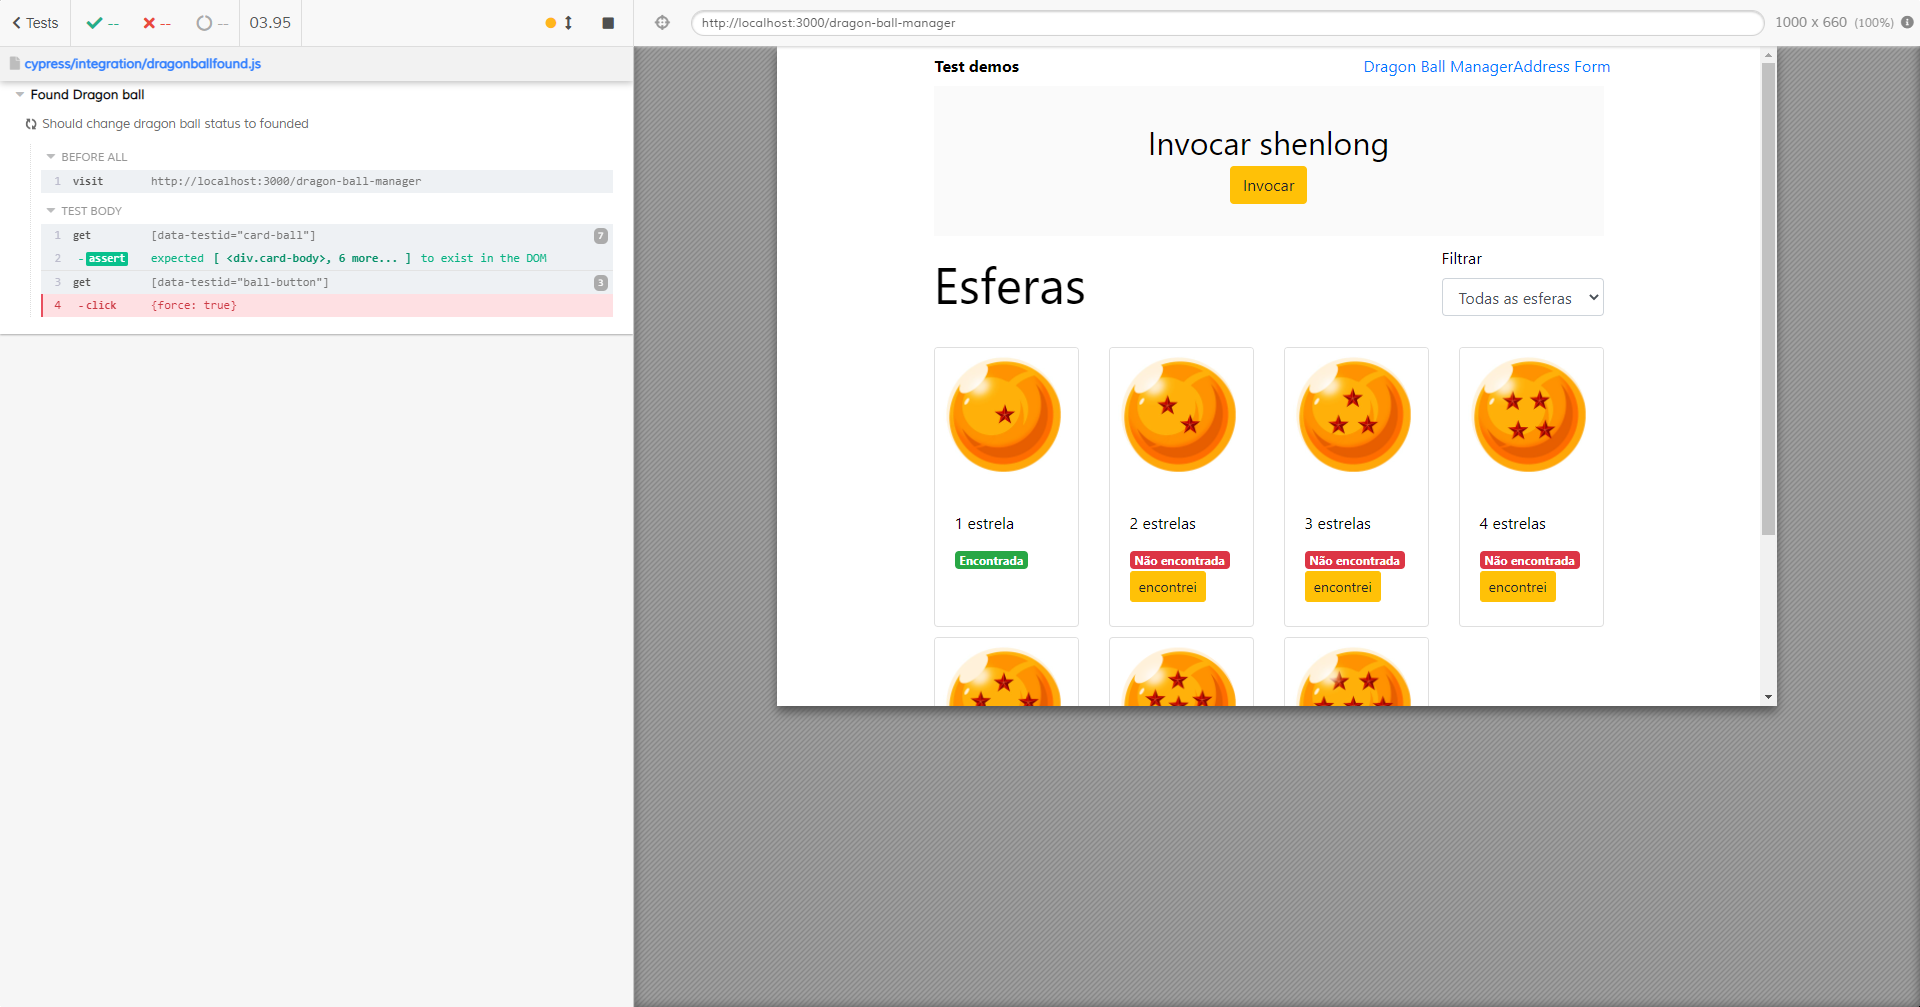 Tests
--
--
--
03.95
http://localhost:3000/dragon-ball-manager
1000 x 660 (100%)
cypress/integration/dragonballfound.js
Found Dragon ball
Should change dragon ball status to founded
BEFORE ALL
1 visit http://localhost:3000/dragon-ball-manager
TEST BODY
1 get [data-testid="card-ball"] 7
2 -assert expected [ <div.card-body>, 6 more... ] to exist in the DOM
3 get [data-testid="ball-button"] 3
4 -click {force: true}
Test demos
Dragon Ball ManagerAddress Form
Invocar shenlong
Invocar
Esferas
Filtrar
Todas as esferas
1 estrela
Encontrada
2 estrelas
Não encontrada
encontrei
3 estrelas
Não encontrada
encontrei
4 estrelas
Não encontrada
encontrei